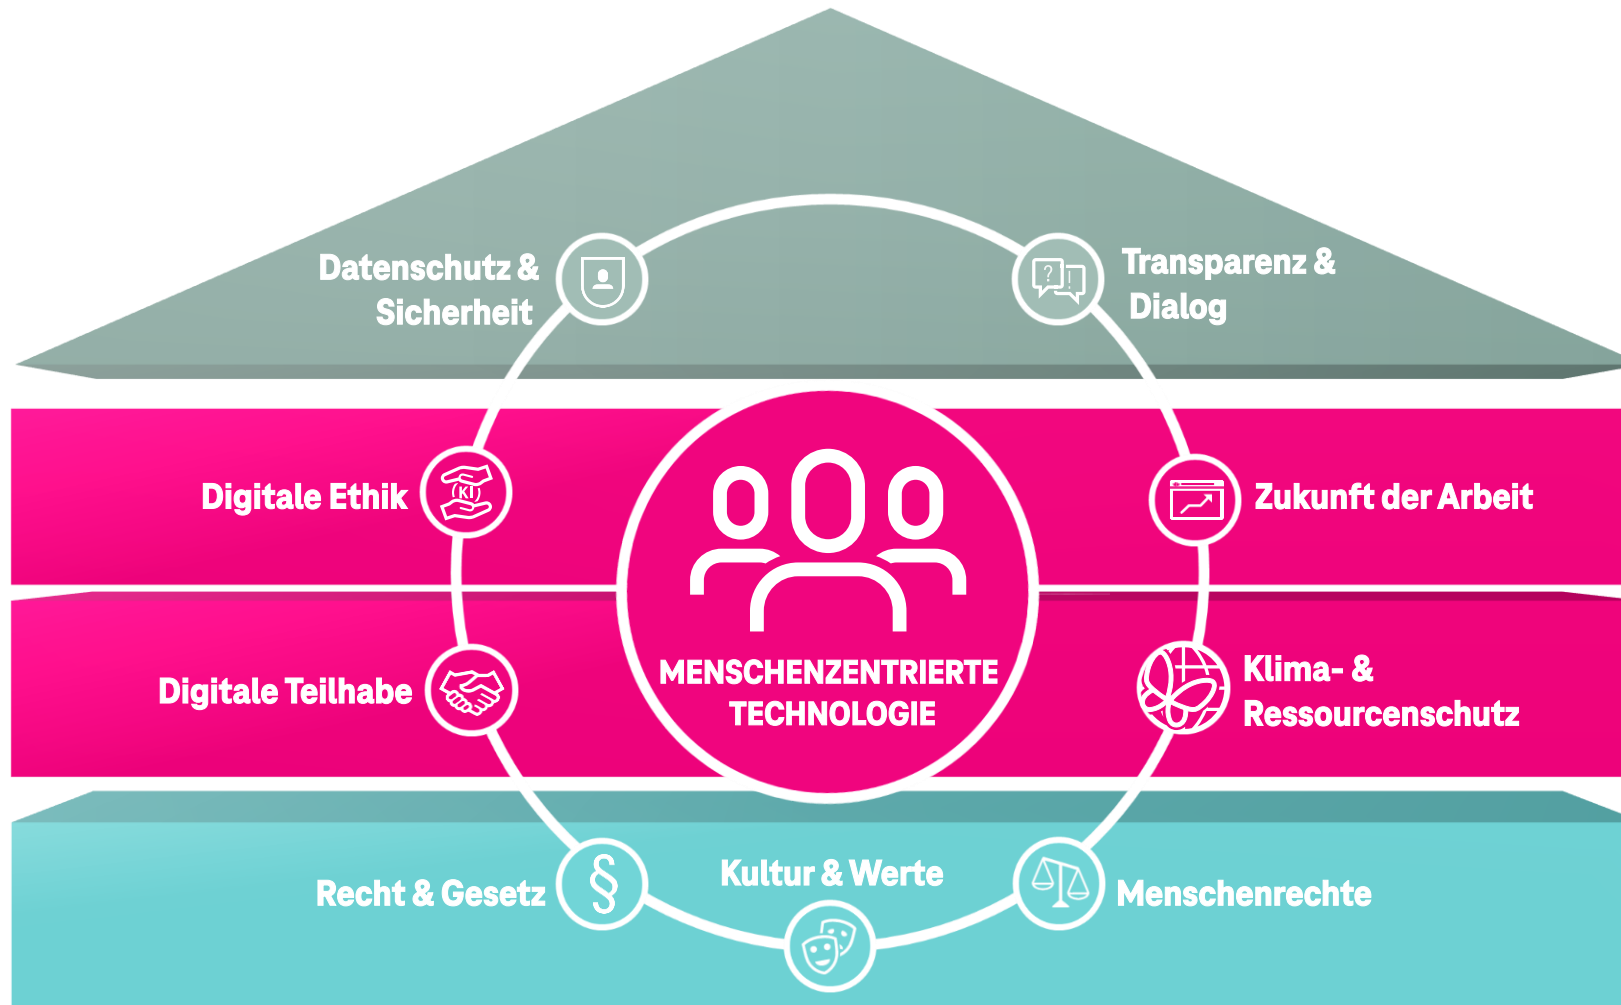 Datenschutz &
Sicherheit
Transparenz &
Dialog
Digitale Ethik
(KI)
Zukunft der Arbeit
MENSCHENZENTRIERTE
TECHNOLOGIE
Digitale Teilhabe
Klima- &
Ressourcenschutz
Recht & Gesetz
§
Kultur & Werte
Menschenrechte
? !